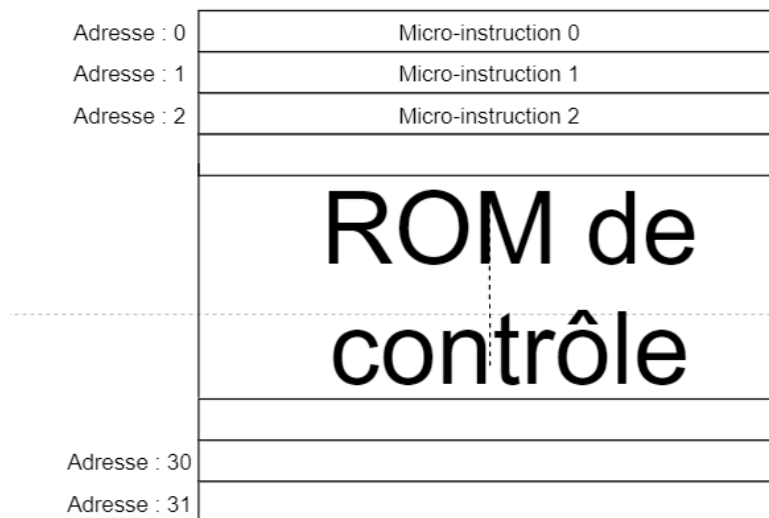 Adresse : 0 Micro-instruction 0
Adresse : 1 Micro-instruction 1
Adresse : 2 Micro-instruction 2
ROM de
contrôle
Adresse : 30
Adresse : 31